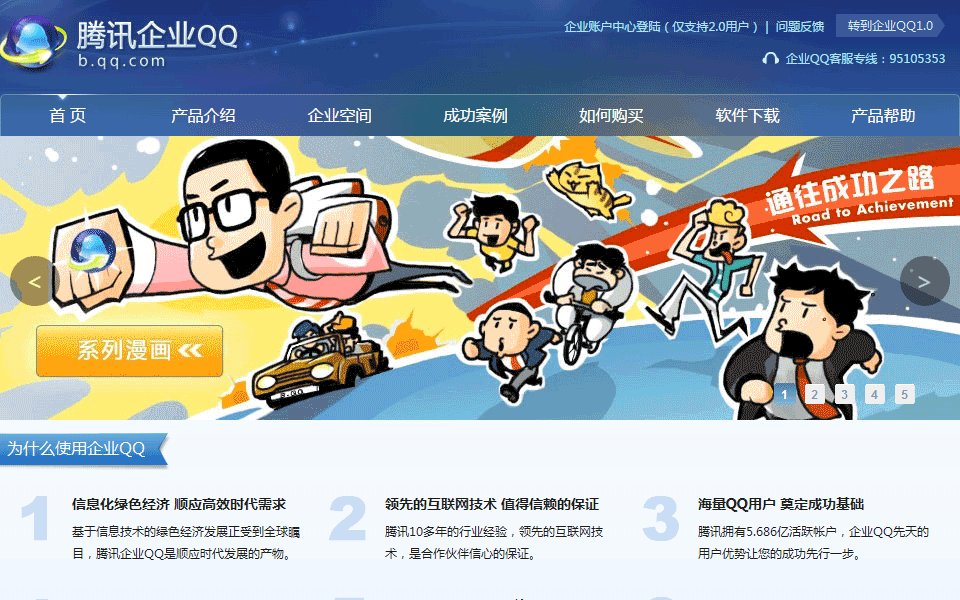 腾讯企业QQ
b.qq.com
企业账户中心登陆（仅支持2.0用户） | 问题反馈
转到企业QQ1.0
企业QQ客服专线：95105353
首 页 产品介绍 企业空间 成功案例 如何购买 软件下载 产品帮助
通往成功之路
Road to Achievement
<
>
系列漫画 <<
B·QQ
1 2 3 4 5
为什么使用企业QQ
1
信息化绿色经济 顺应高效时代需求
基于信息技术的绿色经济发展正受到全球瞩
目，腾讯企业QQ是顺应时代发展的产物。
2
领先的互联网技术 值得信赖的保证
腾讯10多年的行业经验，领先的互联网技
术，是合作伙伴信心的保证。
3
海量QQ用户 奠定成功基础
腾讯拥有5.686亿活跃帐户，企业QQ先天的
用户优势让您的成功先行一步。